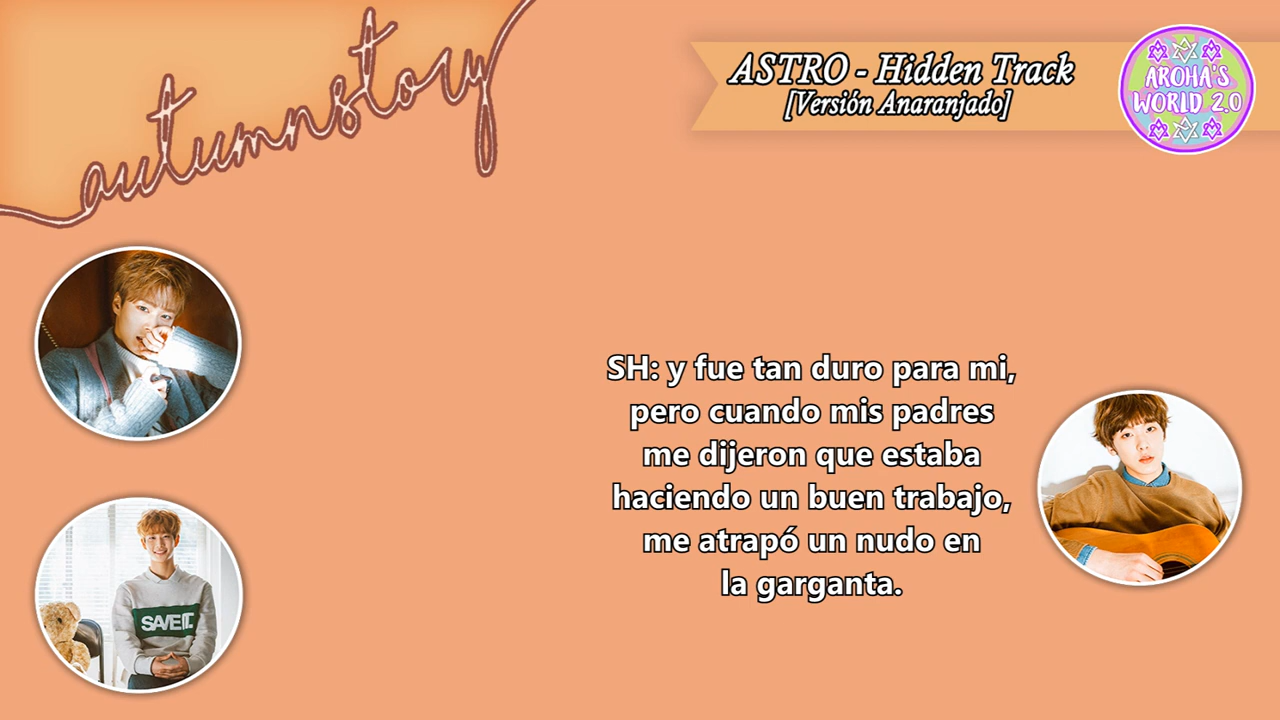 autumnstory
ASTRO - Hidden Track
[Versión Anaranjado]
AROHA'S
WORLD 2.0
SH: y fue tan duro para mi,
pero cuando mis padres
me dijeron que estaba
haciendo un buen trabajo,
me atrapó un nudo en
la garganta.